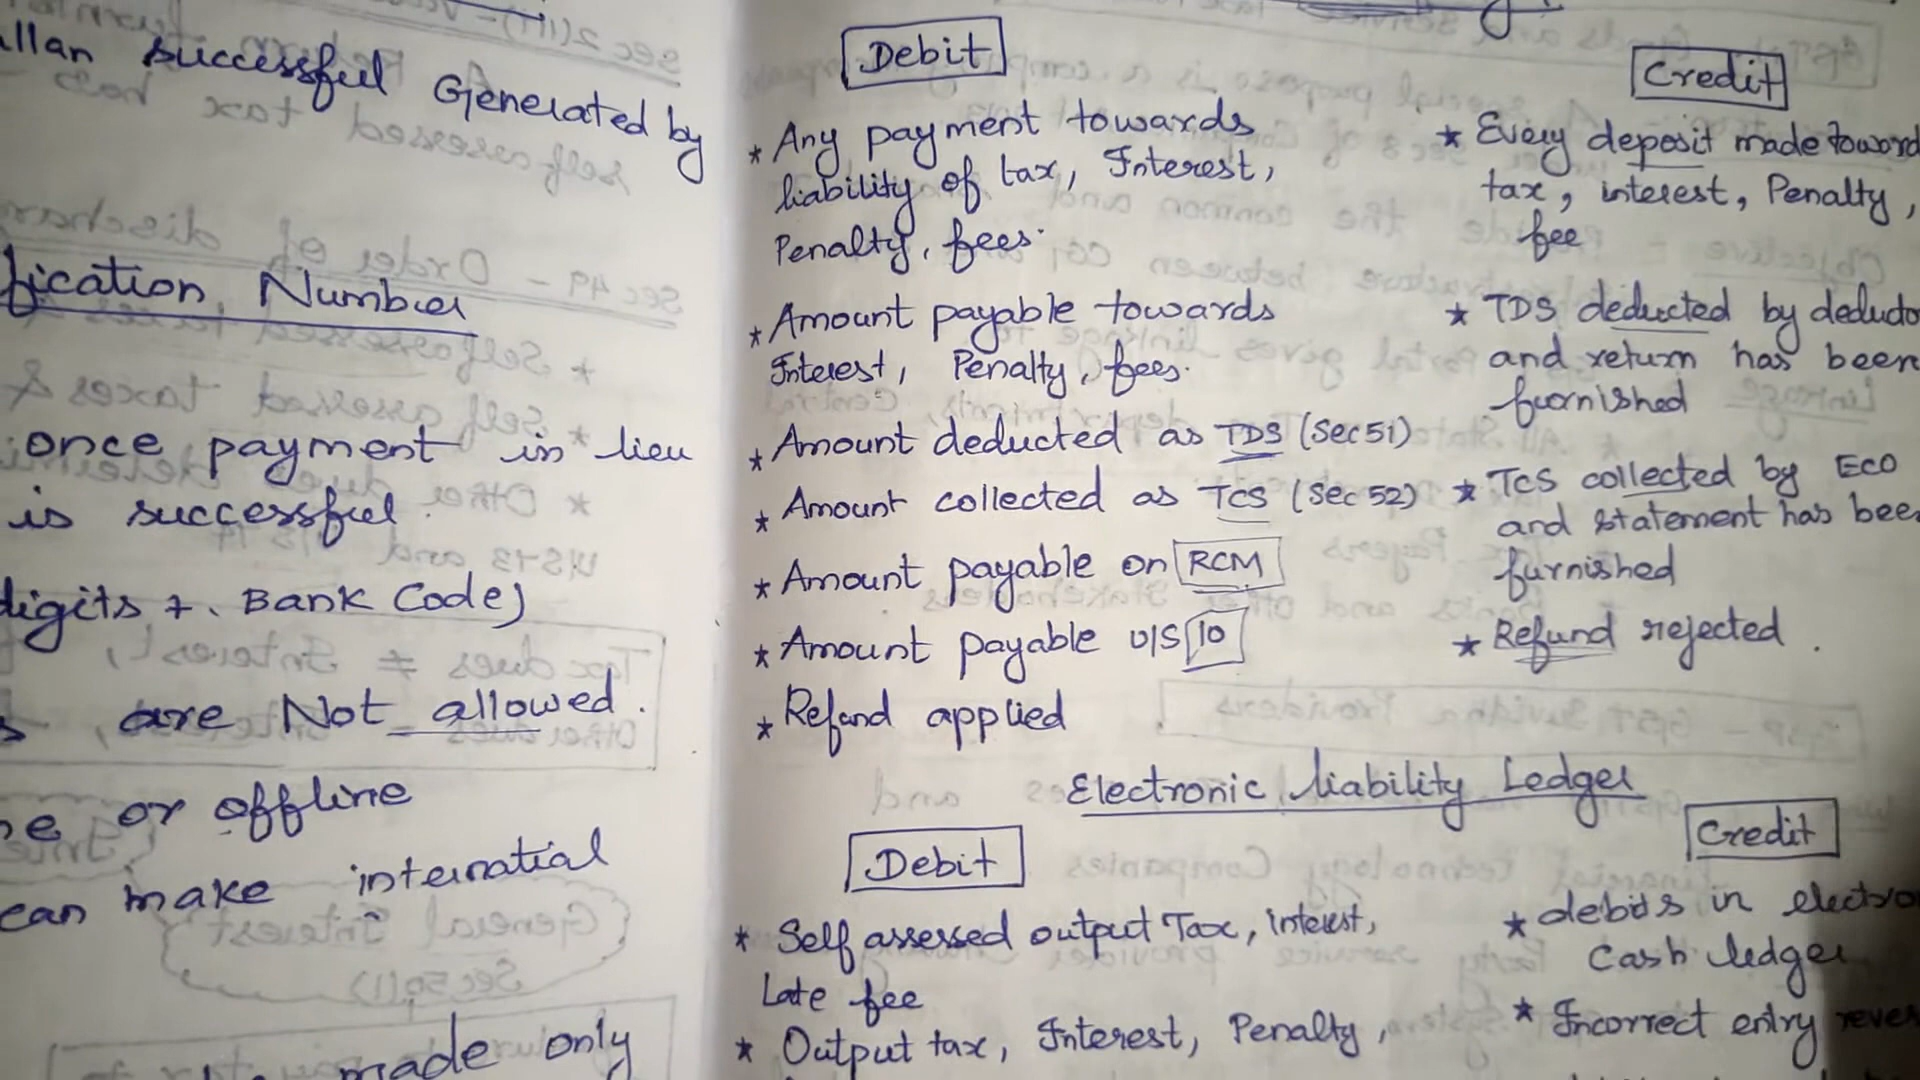 successful Generated by
fication Number
once payment in lieu
is successful.
digits + . Bank Code)
are Not allowed.
or offline
can make internatial
made only
Debit
* Any payment towards
liability of tax, Interest,
Penalty, fees.
* Amount payable towards
Interest, Penalty, fees.
* Amount deducted as TDS (Sec 51)
* Amount collected as TCS (Sec 52)
* Amount payable on RCM
* Amount payable U/S 10
* Refund applied
Credit
* Every deposit made toward
tax, interest, Penalty,
fee
* TDS deducted by deducto
and return has been
furnished
* TCS collected by ECO
and statement has bee
furnished
* Refund rejected.
Electronic liability Ledger
Debit
* Self assessed output Tax, interest,
Late fee
* Output tax, Interest, Penalty,
Credit
* debits in electro
Cash ledger
* Incorrect entry rever